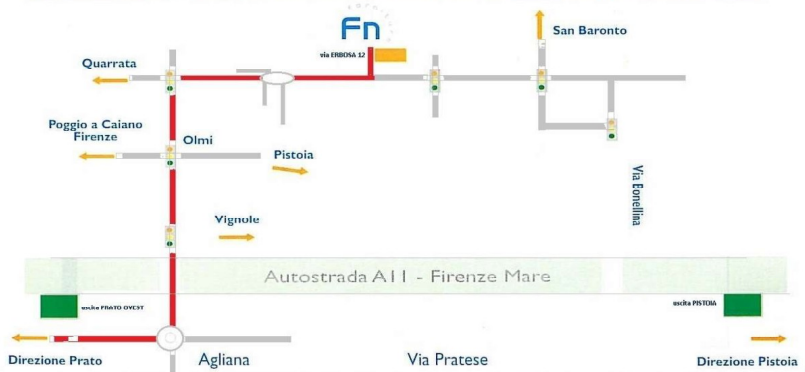 Fn
San Baronto
via ERBOSA 12
Quarrata
Poggio a Caiano
Firenze
Olmi
Pistoia
Via Bonellina
Vignole
Autostrada A11 - Firenze Mare
uscita PRATO OVEST
uscita PISTOIA
Direzione Prato
Agliana
Via Pratese
Direzione Pistoia